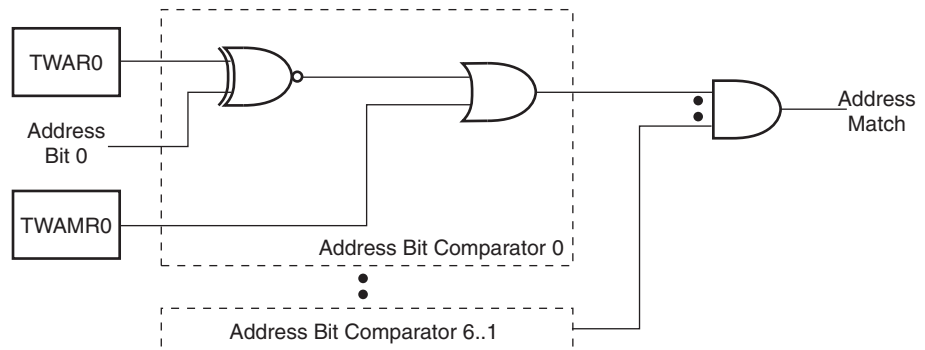 TWAR0
Address
Bit 0
TWAMR0
Address Bit Comparator 0
Address Bit Comparator 6..1
Address
Match